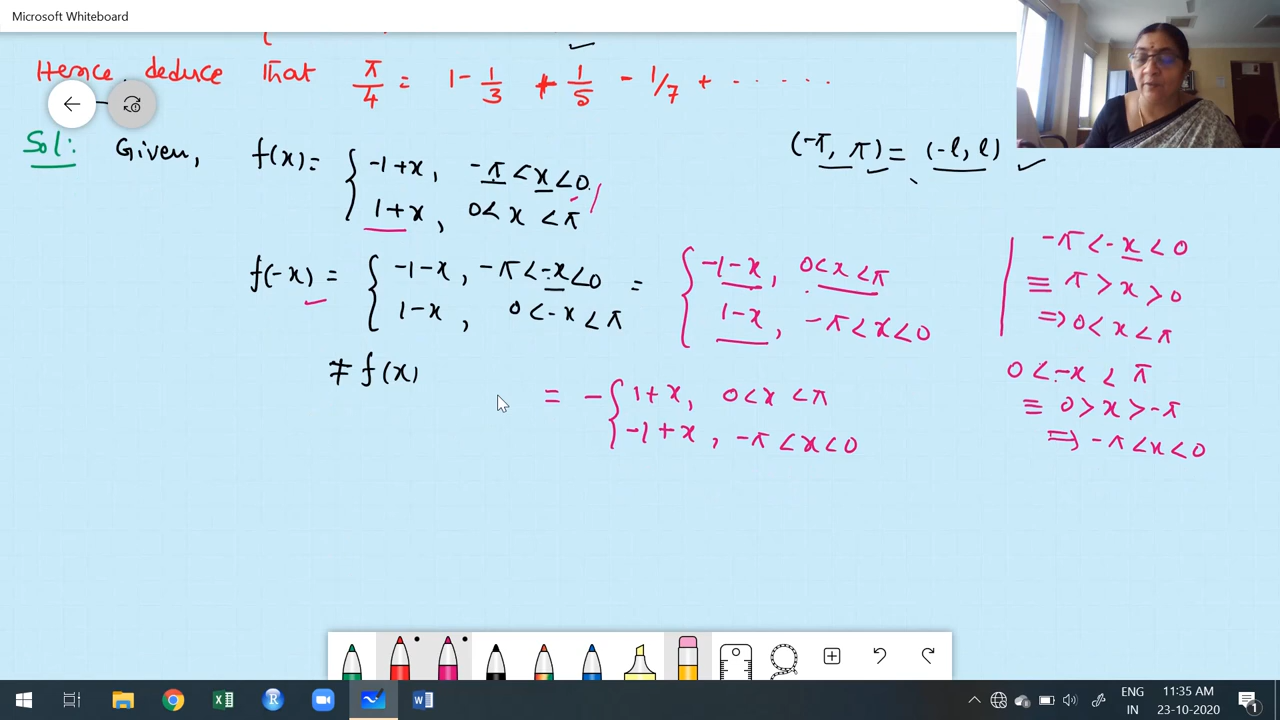 Microsoft Whiteboard
Hence deduce that π/4 = 1 - 1/3 + 1/5 - 1/7 + ......
Sol: Given, f(x) = { -1+x, -π < x < 0
1+x, 0 < x < π
(-π, π) = (-l, l) ✓
f(-x) = { -1-x, -π < -x < 0 = { -1-x, 0 < x < π
1-x, 0 < -x < π 1-x, -π < x < 0
≠ f(x)
= -{ 1+x, 0 < x < π
-1+x, -π < x < 0
-π < -x < 0
≡ π > x > 0
⇒ 0 < x < π
0 < -x < π
≡ 0 > x > -π
⇒ -π < x < 0
ENG
IN
11:35 AM
23-10-2020
1